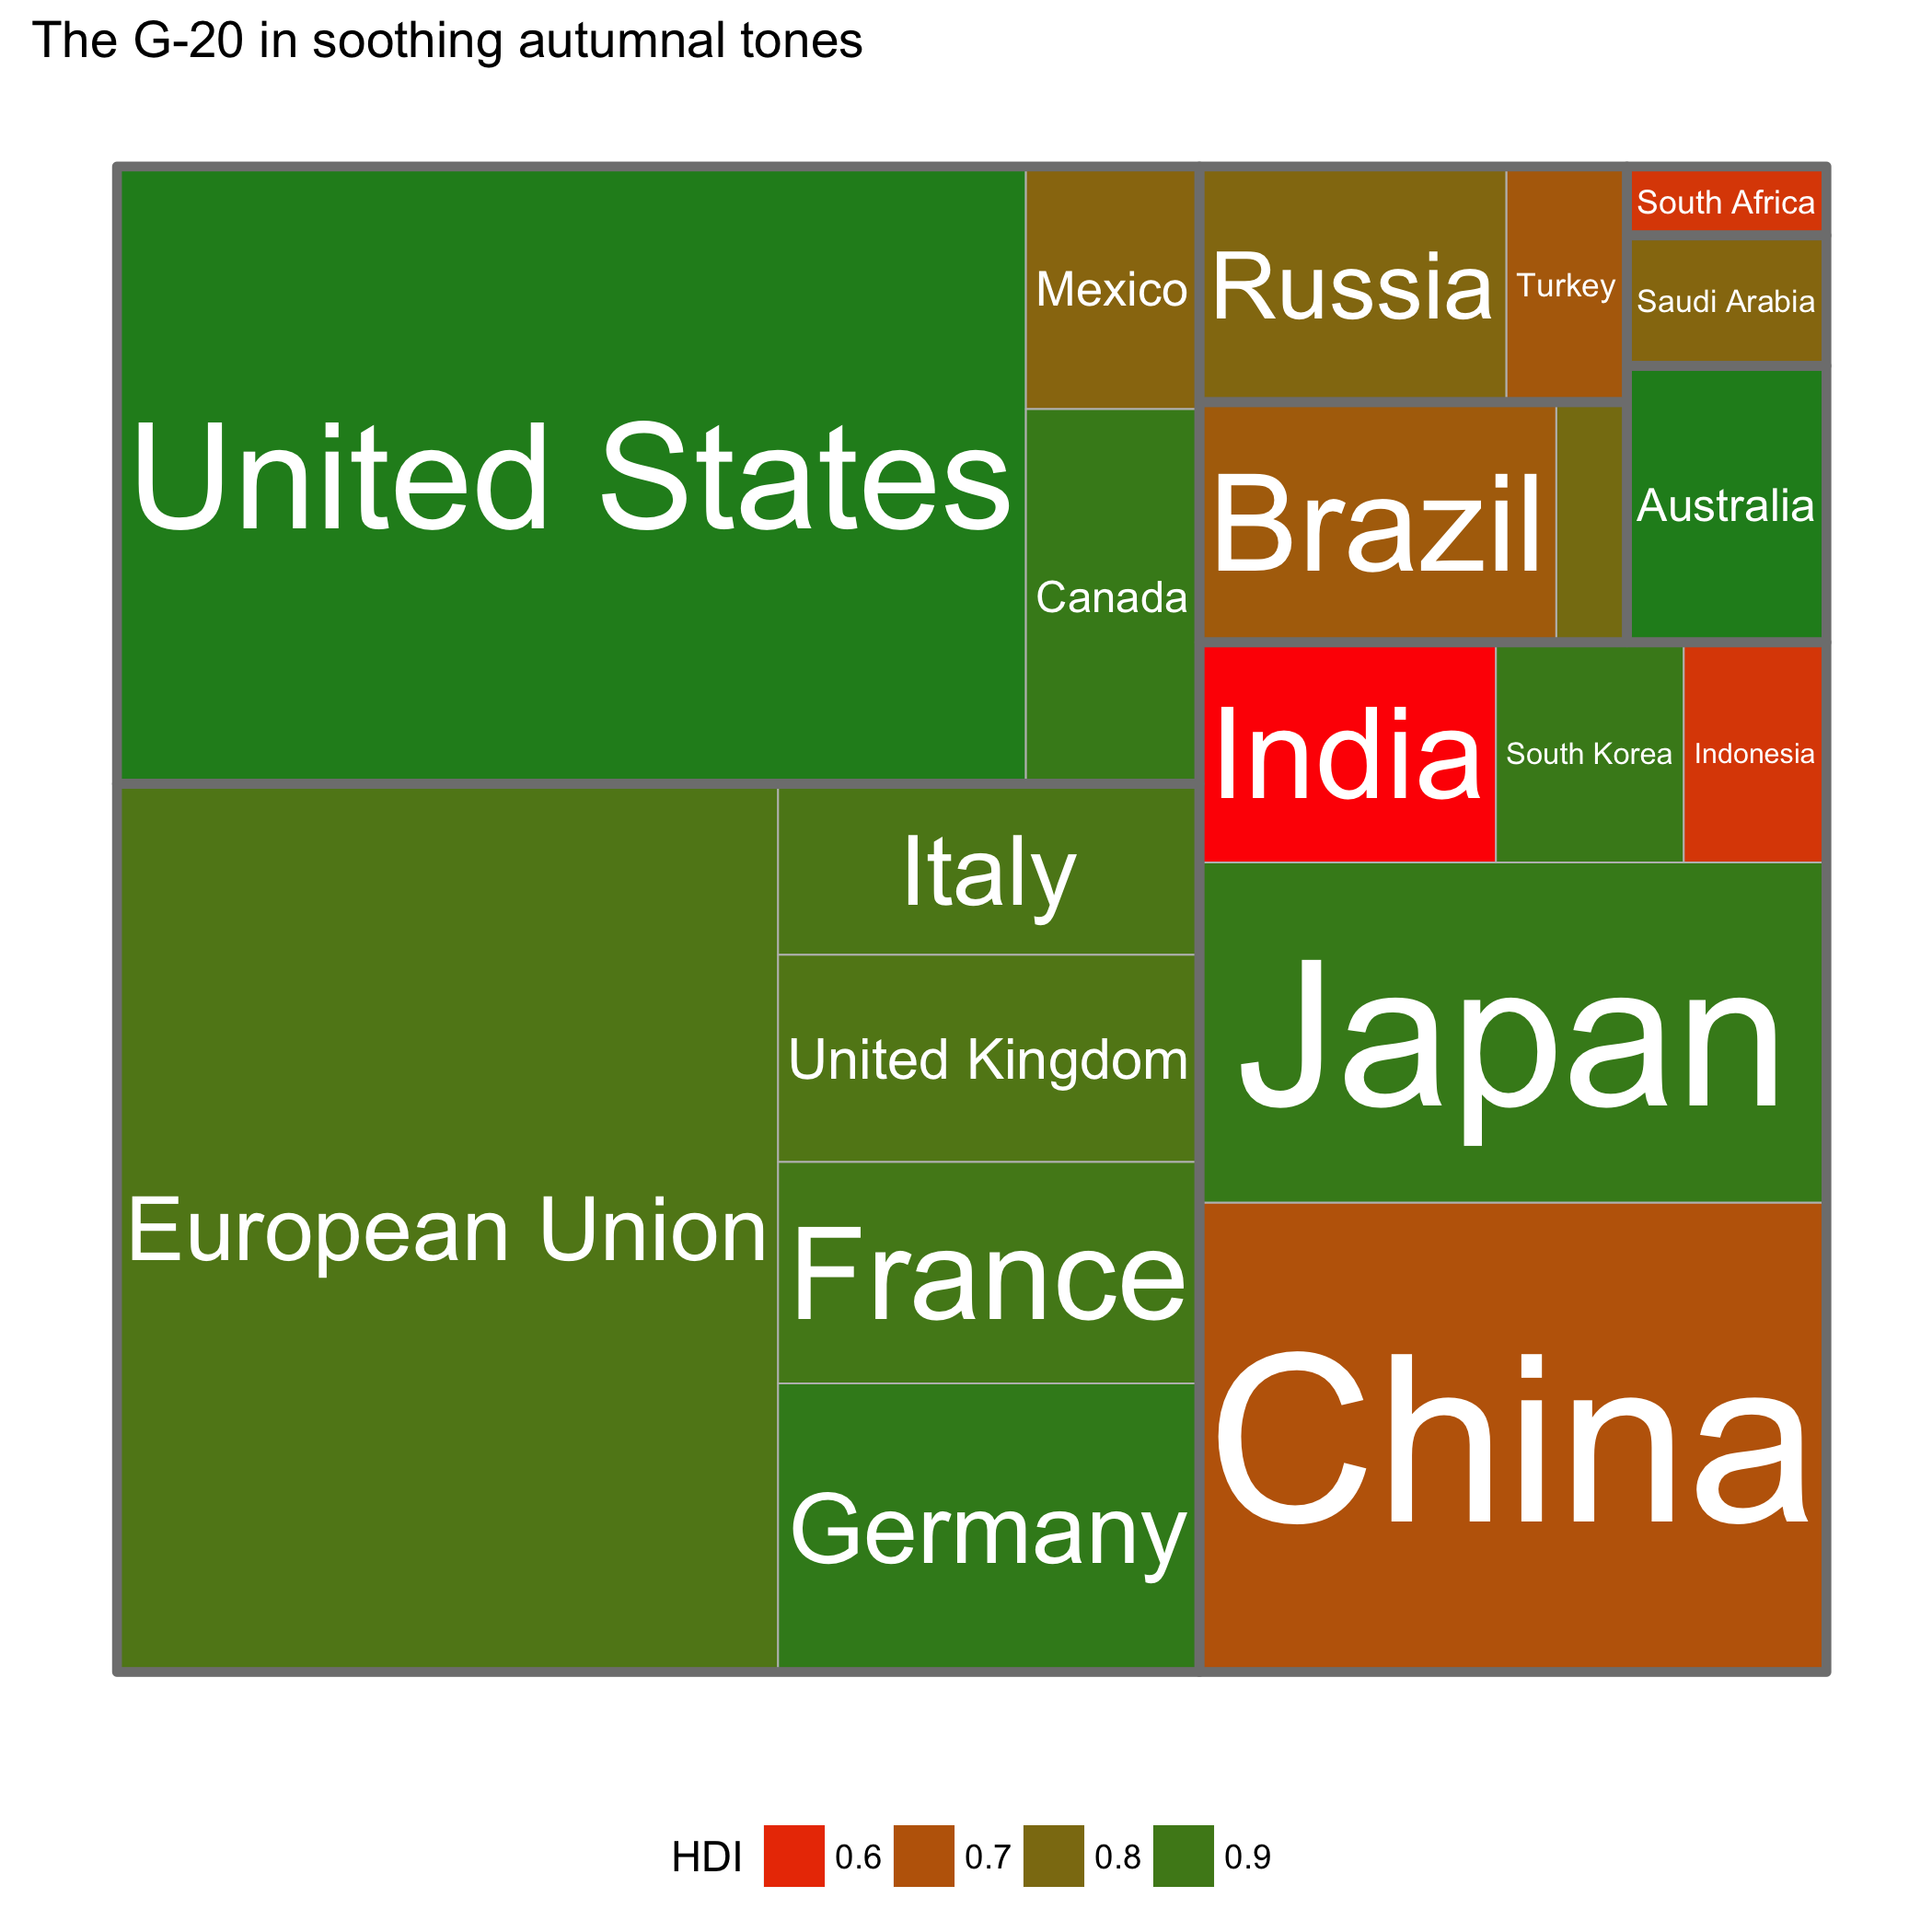 The G-20 in soothing autumnal tones
United States
Mexico
Canada
Russia
Turkey
South Africa
Saudi Arabia
Australia
Brazil
India
South Korea
Indonesia
Japan
China
European Union
Italy
United Kingdom
France
Germany
HDI 0.6 0.7 0.8 0.9